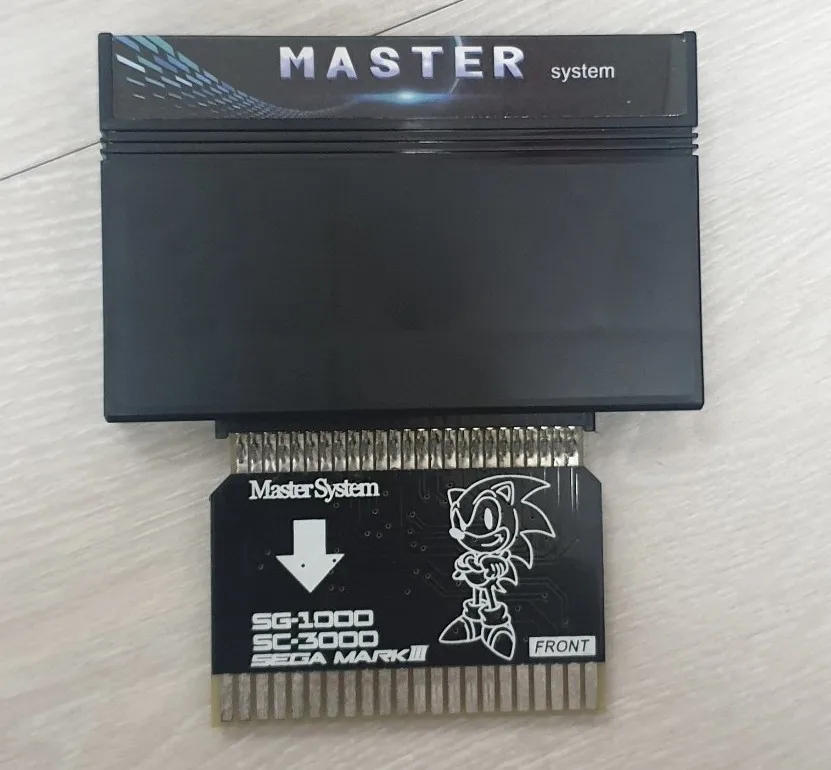 MASTER system
Master System
SG-1000
SC-3000
SEGA MARK III
FRONT